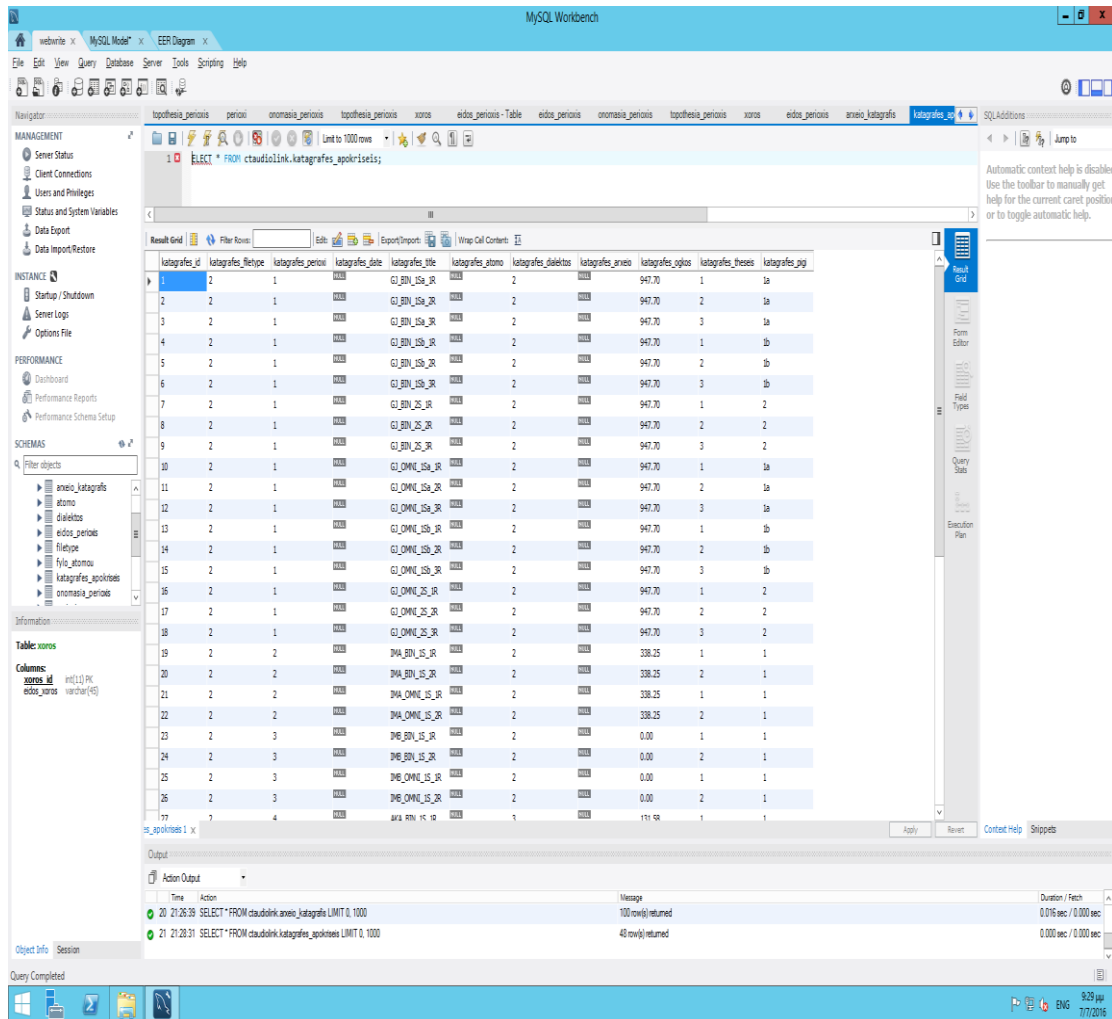 MySQL Workbench
webwrite x MySQL Model* x EER Diagram x
File Edit View Query Database Server Tools Scripting Help
Navigator
MANAGEMENT
Server Status
Client Connections
Users and Privileges
Status and System Variables
Data Export
Data Import/Restore
INSTANCE
Startup / Shutdown
Server Logs
Options File
PERFORMANCE
Dashboard
Performance Reports
Performance Schema Setup
SCHEMAS
Filter objects
arxeio_katagrafis
atomo
dialektos
eidos_perioxis
filetype
fylo_atomou
katagrafes_apokriseis
onomasia_perioxis
Information
Table: xoros
Columns:
xoros_id int(11) PK
eidos_xoros varchar(45)
Object Info Session
Query Completed
topothesia_perioxis perioxi onomasia_perioxis topothesia_perioxis xoros eidos_perioxis - Table eidos_perioxis onomasia_perioxis topothesia_perioxis xoros eidos_perioxis arxeio_katagrafis katagrafes_ap
Limit to 1000 rows
1 ELECT * FROM ctaudiolink.katagrafes_apokriseis;
Result Grid Filter Rows: Edit: Export/Import: Wrap Cell Content:
katagrafes_id katagrafes_filetype katagrafes_perioxi katagrafes_date katagrafes_title katagrafes_atomo katagrafes_dialektos katagrafes_arxeio katagrafes_ogkos katagrafes_theseis katagrafes_pigi
1 2 1 NULL GJ_BIN_1Sa_1R NULL 2 NULL 947.70 1 1a
2 2 1 NULL GJ_BIN_1Sa_2R NULL 2 NULL 947.70 2 1a
3 2 1 NULL GJ_BIN_1Sa_3R NULL 2 NULL 947.70 3 1a
4 2 1 NULL GJ_BIN_1Sb_1R NULL 2 NULL 947.70 1 1b
5 2 1 NULL GJ_BIN_1Sb_2R NULL 2 NULL 947.70 2 1b
6 2 1 NULL GJ_BIN_1Sb_3R NULL 2 NULL 947.70 3 1b
7 2 1 NULL GJ_BIN_2S_1R NULL 2 NULL 947.70 1 2
8 2 1 NULL GJ_BIN_2S_2R NULL 2 NULL 947.70 2 2
9 2 1 NULL GJ_BIN_2S_3R NULL 2 NULL 947.70 3 2
10 2 1 NULL GJ_OMNI_1Sa_1R NULL 2 NULL 947.70 1 1a
11 2 1 NULL GJ_OMNI_1Sa_2R NULL 2 NULL 947.70 2 1a
12 2 1 NULL GJ_OMNI_1Sa_3R NULL 2 NULL 947.70 3 1a
13 2 1 NULL GJ_OMNI_1Sb_1R NULL 2 NULL 947.70 1 1b
14 2 1 NULL GJ_OMNI_1Sb_2R NULL 2 NULL 947.70 2 1b
15 2 1 NULL GJ_OMNI_1Sb_3R NULL 2 NULL 947.70 3 1b
16 2 1 NULL GJ_OMNI_2S_1R NULL 2 NULL 947.70 1 2
17 2 1 NULL GJ_OMNI_2S_2R NULL 2 NULL 947.70 2 2
18 2 1 NULL GJ_OMNI_2S_3R NULL 2 NULL 947.70 3 2
19 2 2 NULL IMA_BIN_1S_1R NULL 2 NULL 338.25 1 1
20 2 2 NULL IMA_BIN_1S_2R NULL 2 NULL 338.25 2 1
21 2 2 NULL IMA_OMNI_1S_1R NULL 2 NULL 338.25 1 1
22 2 2 NULL IMA_OMNI_1S_2R NULL 2 NULL 338.25 2 1
23 2 3 NULL IMB_BIN_1S_1R NULL 2 NULL 0.00 1 1
24 2 3 NULL IMB_BIN_1S_2R NULL 2 NULL 0.00 2 1
25 2 3 NULL IMB_OMNI_1S_1R NULL 2 NULL 0.00 1 1
26 2 3 NULL IMB_OMNI_1S_2R NULL 2 NULL 0.00 2 1
27 2 4 NULL AKA_BIN_1S_1R NULL 3 NULL 131.58 1 1
es_apokriseis 1 x
Apply Revert
Result Grid
Form Editor
Field Types
Query Stats
Execution Plan
SQLAdditions
Jump to
Automatic context help is disabled
Use the toolbar to manually get
help for the current caret position
or to toggle automatic help.
Context Help Snippets
Output
Action Output
Time Action Message Duration / Fetch
20 21:26:39 SELECT * FROM ctaudiolink.arxeio_katagrafis LIMIT 0, 1000 100 row(s) returned 0.016 sec / 0.000 sec
21 21:28:31 SELECT * FROM ctaudiolink.katagrafes_apokriseis LIMIT 0, 1000 48 row(s) returned 0.000 sec / 0.000 sec
ENG 9:29 μμ
7/7/2016